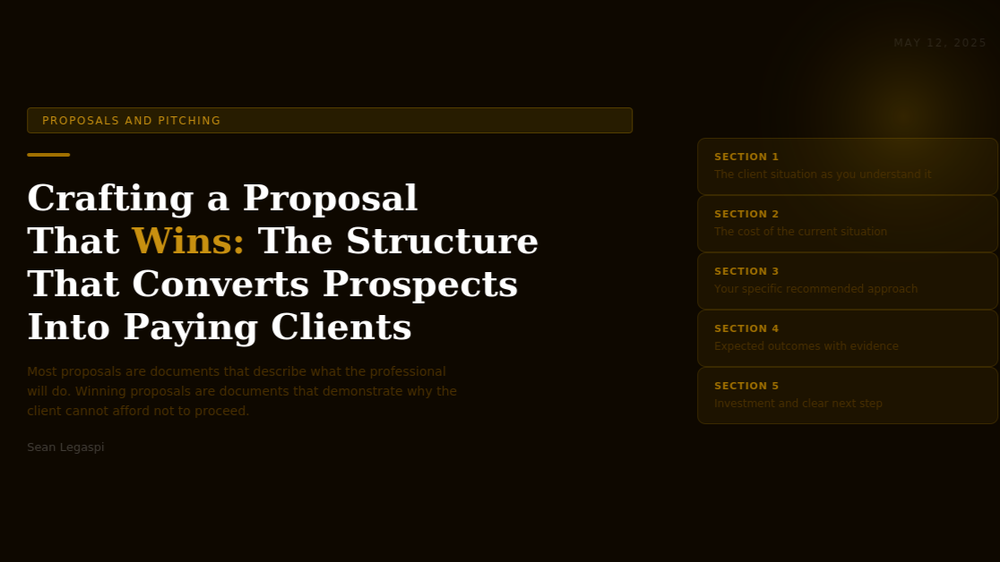 MAY 12, 2025
PROPOSALS AND PITCHING
Crafting a Proposal
That Wins: The Structure
That Converts Prospects
Into Paying Clients
Most proposals are documents that describe what the professional
will do. Winning proposals are documents that demonstrate why the
client cannot afford not to proceed.
Sean Legaspi
SECTION 1
The client situation as you understand it
SECTION 2
The cost of the current situation
SECTION 3
Your specific recommended approach
SECTION 4
Expected outcomes with evidence
SECTION 5
Investment and clear next step